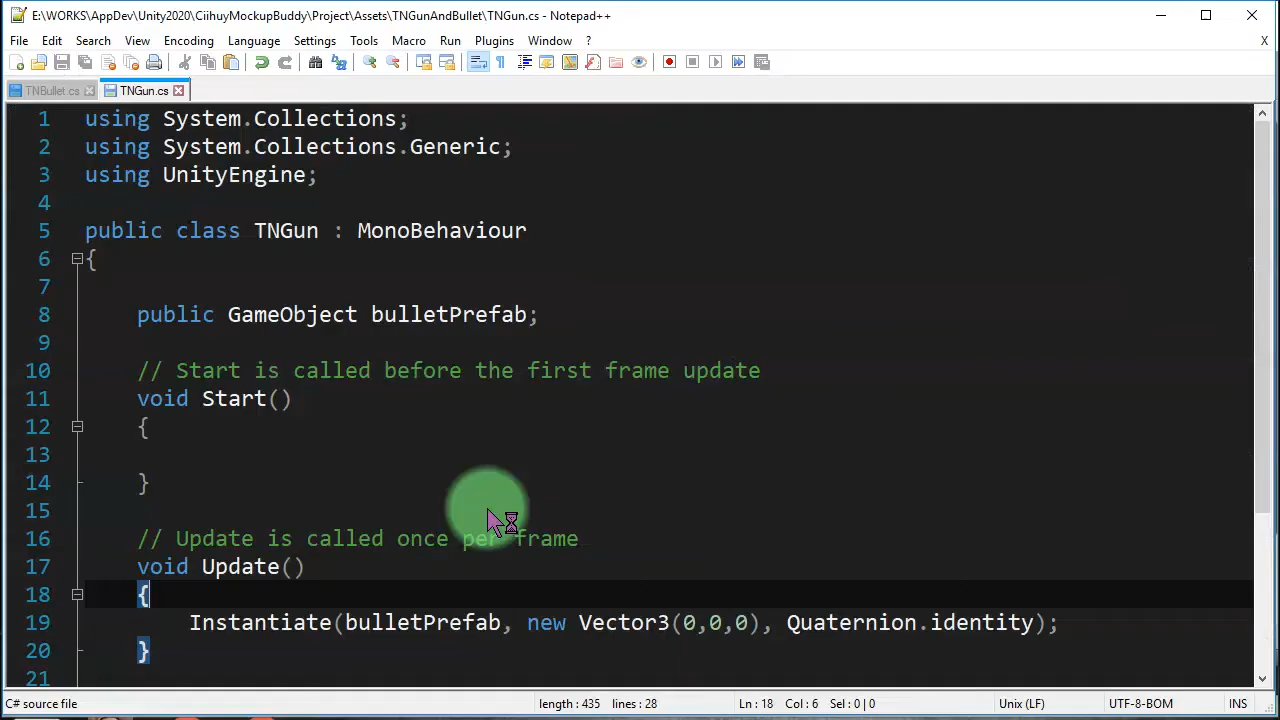 E:\WORKS\AppDev\Unity2020\CiihuyMockupBuddy\Project\Assets\TNGunAndBullet\TNGun.cs - Notepad++
File Edit Search View Encoding Language Settings Tools Macro Run Plugins Window ? X
TNBullet.cs TNGun.cs
1 using System.Collections;
2 using System.Collections.Generic;
3 using UnityEngine;
4
5 public class TNGun : MonoBehaviour
6 {
7
8 public GameObject bulletPrefab;
9
10 // Start is called before the first frame update
11 void Start()
12 {
13
14 }
15
16 // Update is called once per frame
17 void Update()
18 {
19 Instantiate(bulletPrefab, new Vector3(0,0,0), Quaternion.identity);
20 }
21
C# source file length : 435 lines : 28 Ln : 18 Col : 6 Sel : 0 | 0 Unix (LF) UTF-8-BOM INS